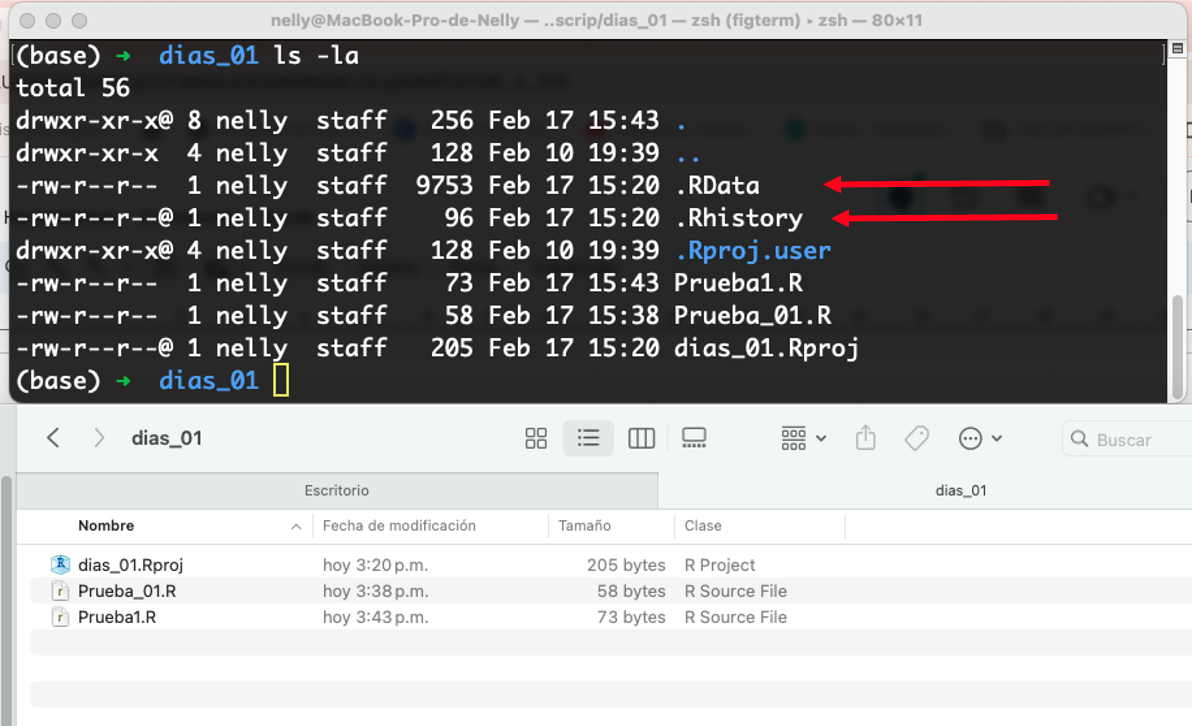 nelly@MacBook-Pro-de-Nelly — ..scrip/dias_01 — zsh (figterm) ▸ zsh — 80×11
(base) → dias_01 ls -la
total 56
drwxr-xr-x@ 8 nelly staff 256 Feb 17 15:43 .
drwxr-xr-x 4 nelly staff 128 Feb 10 19:39 ..
-rw-r--r-- 1 nelly staff 9753 Feb 17 15:20 .RData
-rw-r--r--@ 1 nelly staff 96 Feb 17 15:20 .Rhistory
drwxr-xr-x@ 4 nelly staff 128 Feb 10 19:39 .Rproj.user
-rw-r--r-- 1 nelly staff 73 Feb 17 15:43 Prueba1.R
-rw-r--r-- 1 nelly staff 58 Feb 17 15:38 Prueba_01.R
-rw-r--r--@ 1 nelly staff 205 Feb 17 15:20 dias_01.Rproj
(base) → dias_01
dias_01 Buscar
Escritorio dias_01
Nombre Fecha de modificación Tamaño Clase
dias_01.Rproj hoy 3:20 p.m. 205 bytes R Project
Prueba_01.R hoy 3:38 p.m. 58 bytes R Source File
Prueba1.R hoy 3:43 p.m. 73 bytes R Source File